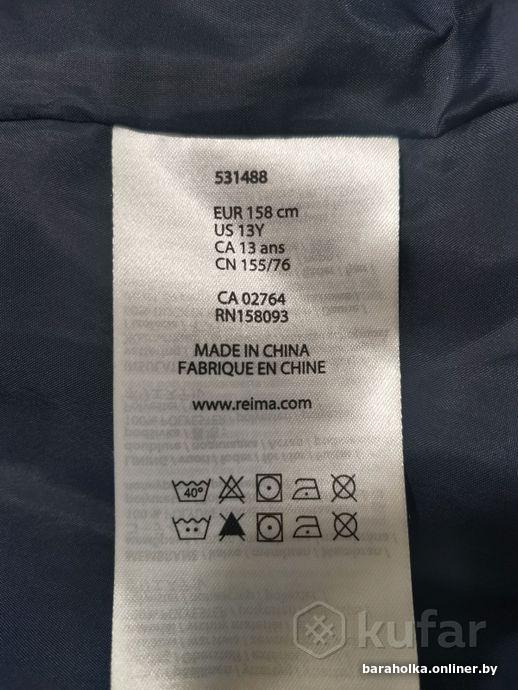 531488
EUR 158 cm
US 13Y
CA 13 ans
CN 155/76
CA 02764
RN158093
MADE IN CHINA
FABRIQUE EN CHINE
www.reima.com
40°
kufar
baraholka.onliner.by